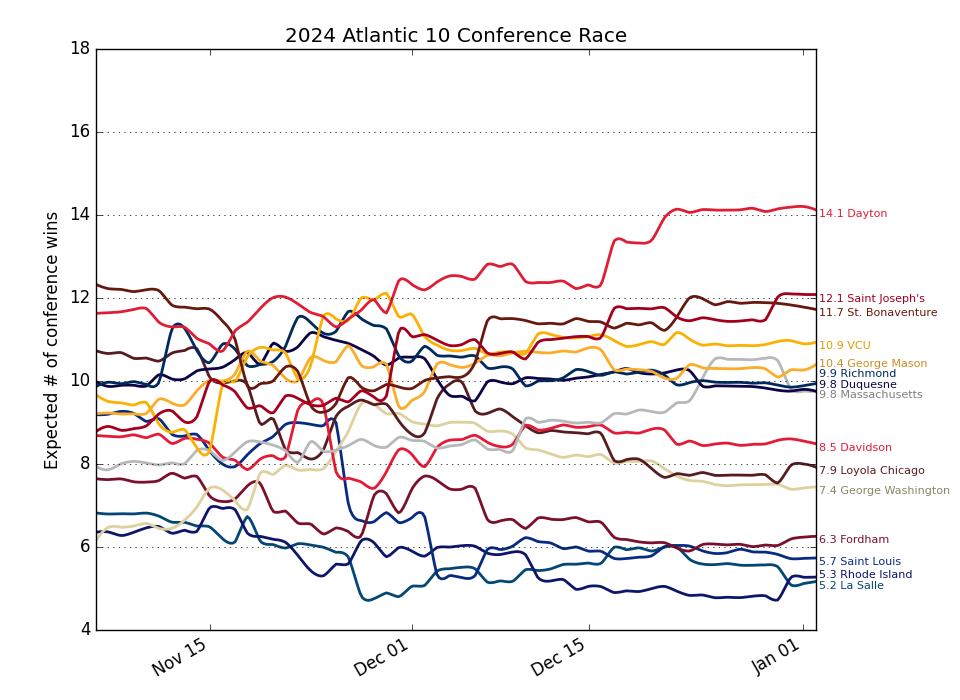 2024 Atlantic 10 Conference Race
Expected # of conference wins
18
16
14
12
10
8
6
4
14.1 Dayton
12.1 Saint Joseph's
11.7 St. Bonaventure
10.9 VCU
10.4 George Mason
9.9 Richmond
9.8 Duquesne
9.8 Massachusetts
8.5 Davidson
7.9 Loyola Chicago
7.4 George Washington
6.3 Fordham
5.7 Saint Louis
5.3 Rhode Island
5.2 La Salle
Nov 15
Dec 01
Dec 15
Jan 01